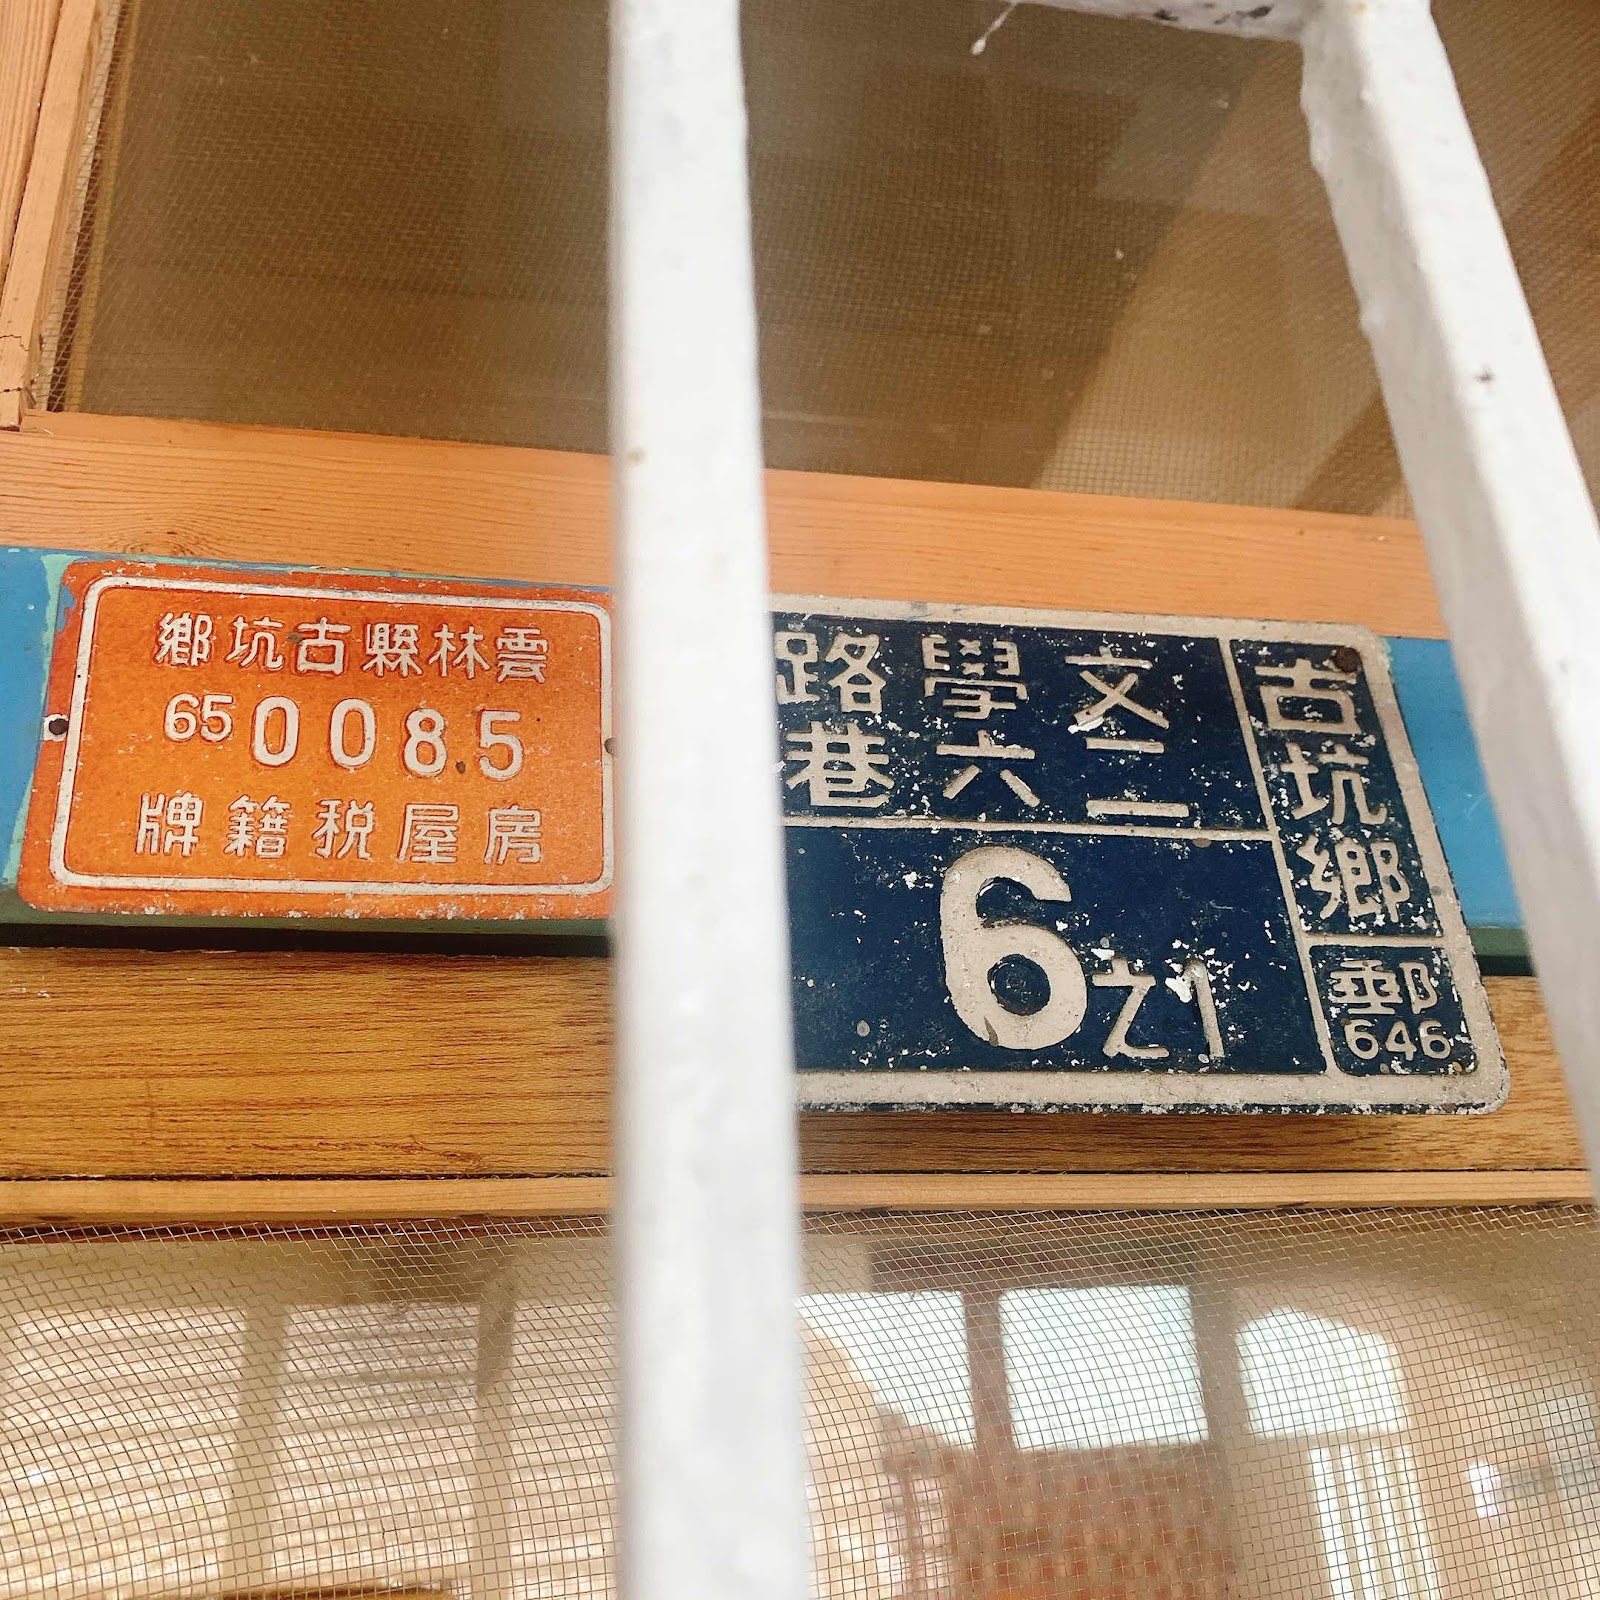 雲林縣古坑鄉
65 0085
房屋稅籍牌
古坑鄉
郵
646
文學路
二六巷
6之1